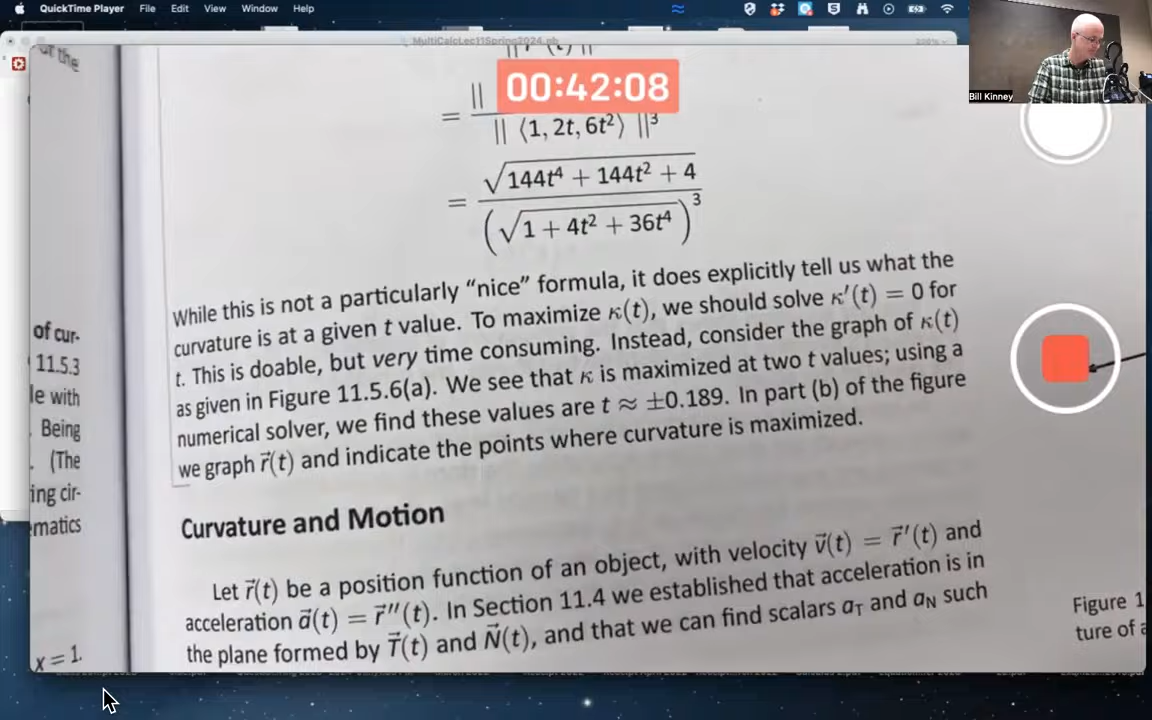 QuickTime Player File Edit View Window Help
MultiCalcLec11Spring2024.nb
200%
Bill Kinney
00:42:08
= ||
|| ⟨1, 2t, 6t²⟩ ||³
= √144t⁴ + 144t² + 4
(√1 + 4t² + 36t⁴)³
While this is not a particularly “nice” formula, it does explicitly tell us what the
curvature is at a given t value. To maximize κ(t), we should solve κ′(t) = 0 for
t. This is doable, but very time consuming. Instead, consider the graph of κ(t)
as given in Figure 11.5.6(a). We see that κ is maximized at two t values; using a
numerical solver, we find these values are t ≈ ±0.189. In part (b) of the figure
we graph r⃗(t) and indicate the points where curvature is maximized.
Curvature and Motion
Let r⃗(t) be a position function of an object, with velocity v⃗(t) = r⃗′(t) and
acceleration a⃗(t) = r⃗″(t). In Section 11.4 we established that acceleration is in
the plane formed by T⃗(t) and N⃗(t), and that we can find scalars aT and aN such
the
of cur-
11.5.3
le with
. Being
. (The
ing cir-
ematics
x = 1.
Figure 1
ture of a